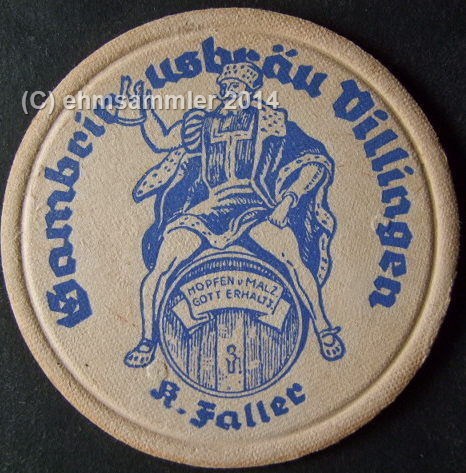 Gambrinusbräu Villingen
(C) ehmsammler 2014
HOPFEN u MALZ
GOTT ERHALTS
K. Faller